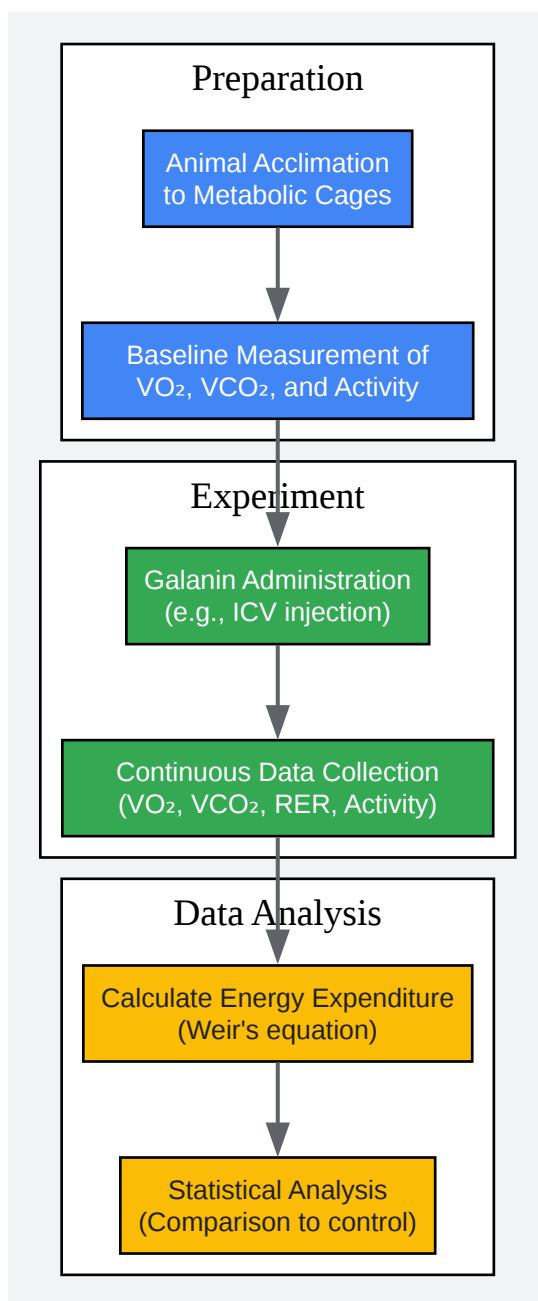 Preparation
Animal Acclimation
to Metabolic Cages
Baseline Measurement of
VO₂, VCO₂, and Activity
Experiment
Galanin Administration
(e.g., ICV injection)
Continuous Data Collection
(VO₂, VCO₂, RER, Activity)
Data Analysis
Calculate Energy Expenditure
(Weir's equation)
Statistical Analysis
(Comparison to control)